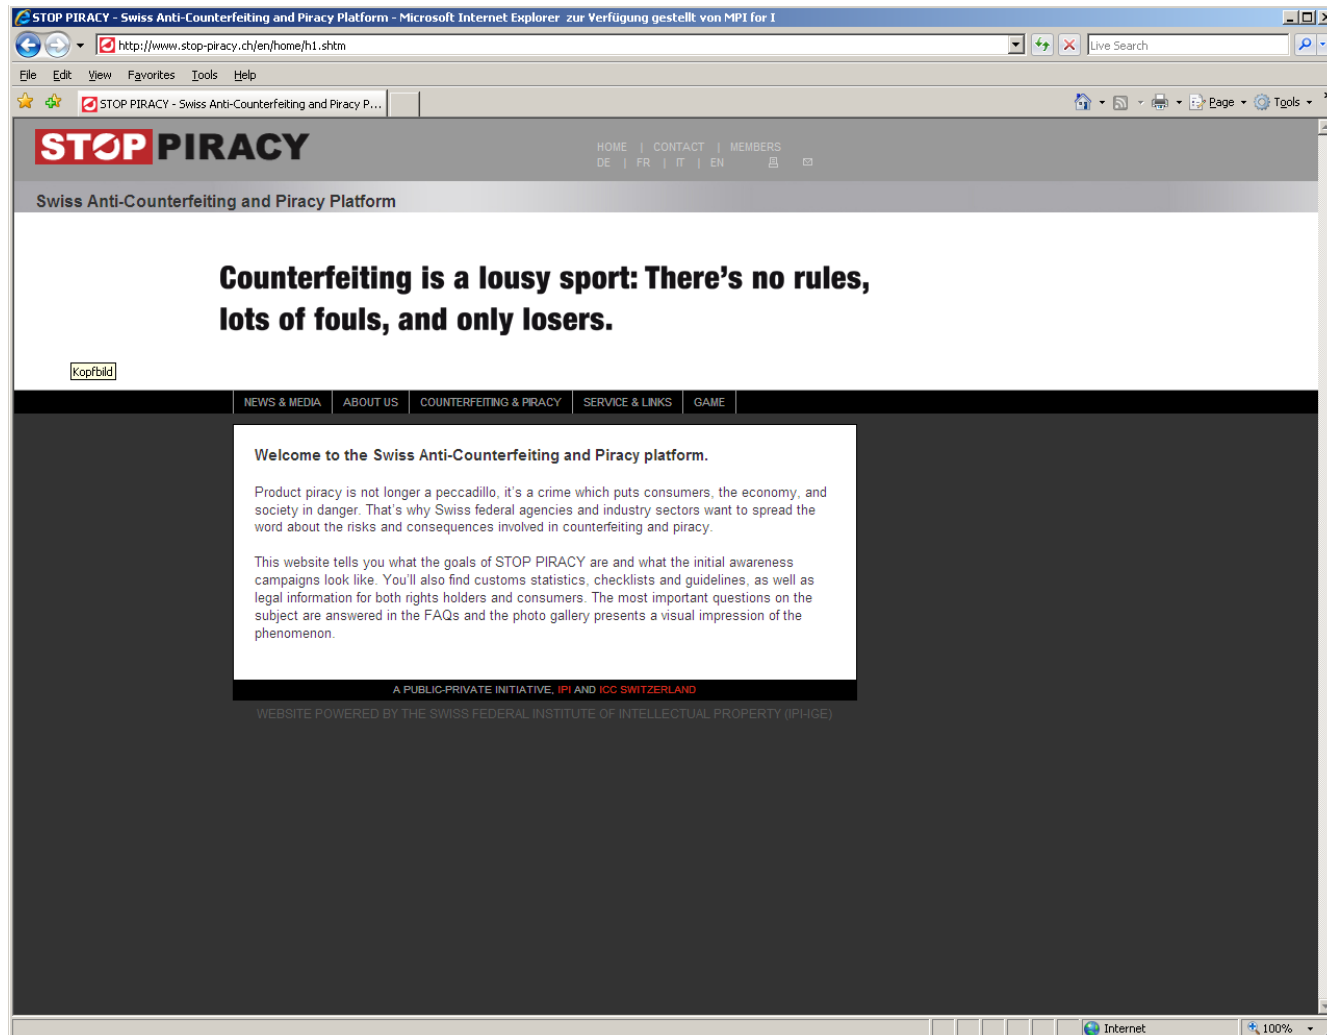 STOP PIRACY - Swiss Anti-Counterfeiting and Piracy Platform - Microsoft Internet Explorer zur Verfügung gestellt von MPI for I
http://www.stop-piracy.ch/en/home/h1.shtm
Live Search
File Edit View Favorites Tools Help
STOP PIRACY - Swiss Anti-Counterfeiting and Piracy P...
Page Tools
STOP PIRACY
HOME | CONTACT | MEMBERS
DE | FR | IT | EN
Swiss Anti-Counterfeiting and Piracy Platform
Counterfeiting is a lousy sport: There's no rules,
lots of fouls, and only losers.
Kopfbild
NEWS & MEDIA | ABOUT US | COUNTERFEITING & PIRACY | SERVICE & LINKS | GAME
Welcome to the Swiss Anti-Counterfeiting and Piracy platform.
Product piracy is not longer a peccadillo, it's a crime which puts consumers, the economy, and
society in danger. That's why Swiss federal agencies and industry sectors want to spread the
word about the risks and consequences involved in counterfeiting and piracy.
This website tells you what the goals of STOP PIRACY are and what the initial awareness
campaigns look like. You'll also find customs statistics, checklists and guidelines, as well as
legal information for both rights holders and consumers. The most important questions on the
subject are answered in the FAQs and the photo gallery presents a visual impression of the
phenomenon.
A PUBLIC-PRIVATE INITIATIVE, IPI AND ICC SWITZERLAND
WEBSITE POWERED BY THE SWISS FEDERAL INSTITUTE OF INTELLECTUAL PROPERTY (IPI-IGE)
Internet
100%